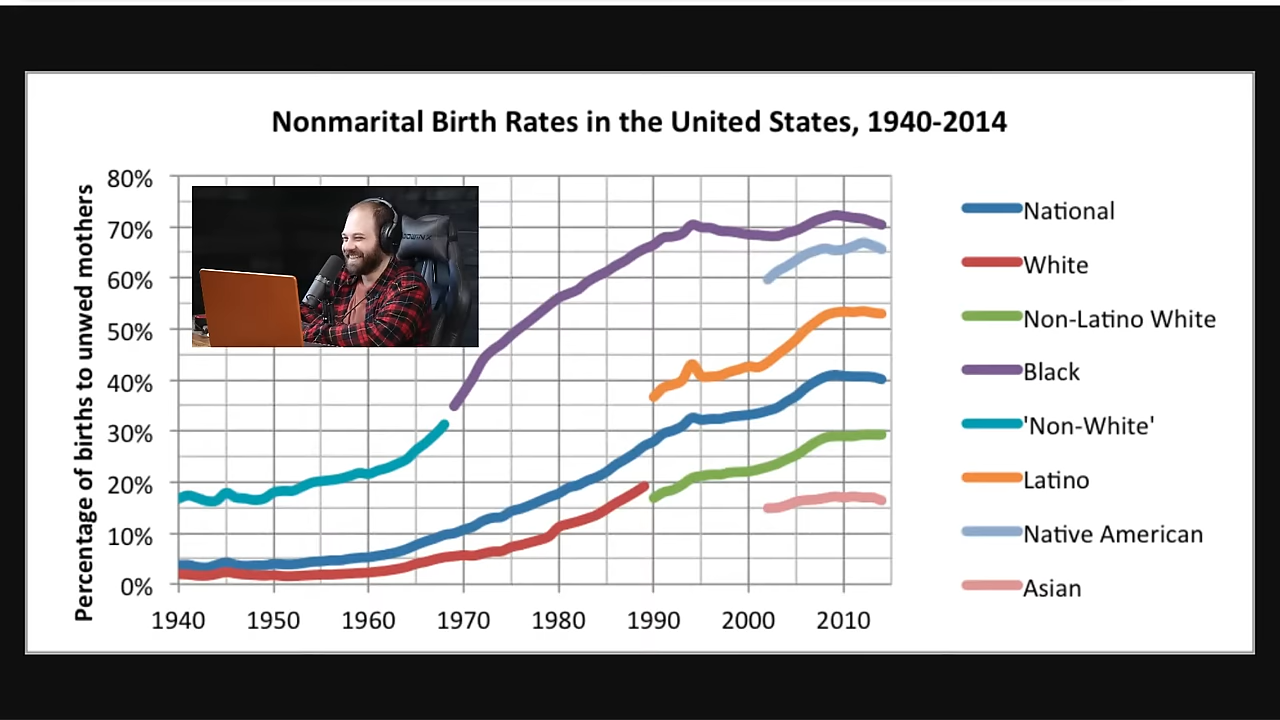 Nonmarital Birth Rates in the United States, 1940-2014
Percentage of births to unwed mothers
80%
70%
60%
50%
40%
30%
20%
10%
0%
1940 1950 1960 1970 1980 1990 2000 2010
National
White
Non-Latino White
Black
'Non-White'
Latino
Native American
Asian